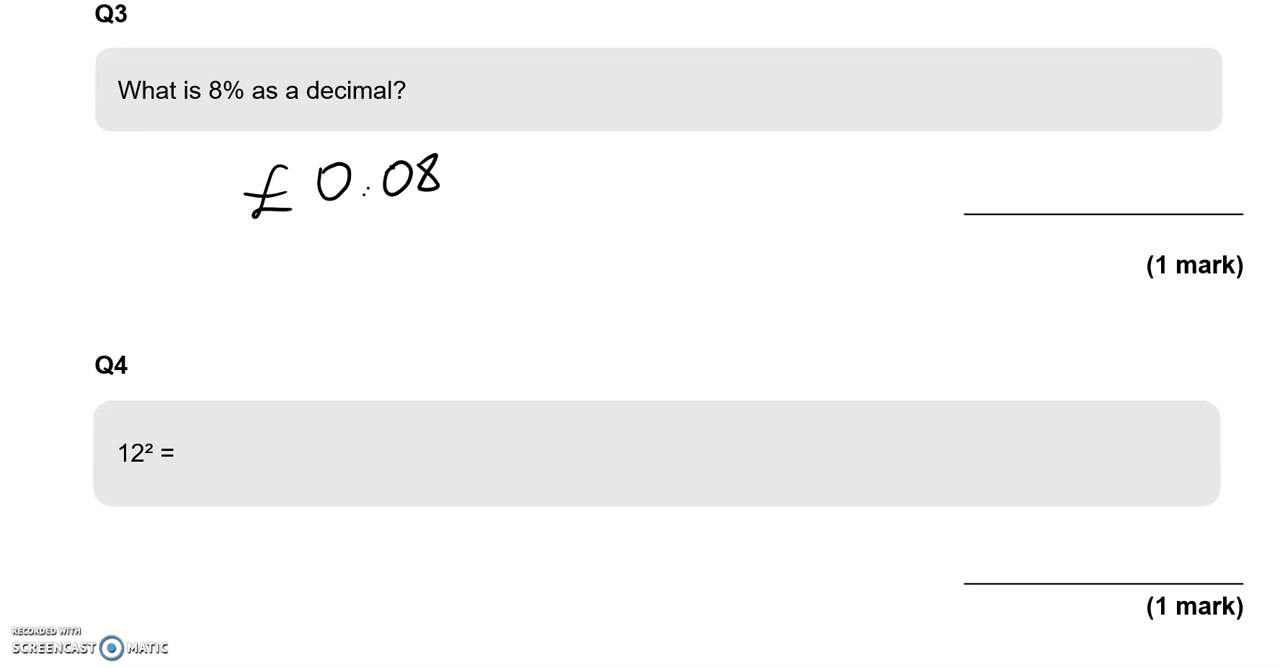 Q3
What is 8% as a decimal?
£0.08
(1 mark)
Q4
12² =
(1 mark)
RECORDED WITH
SCREENCAST MATIC